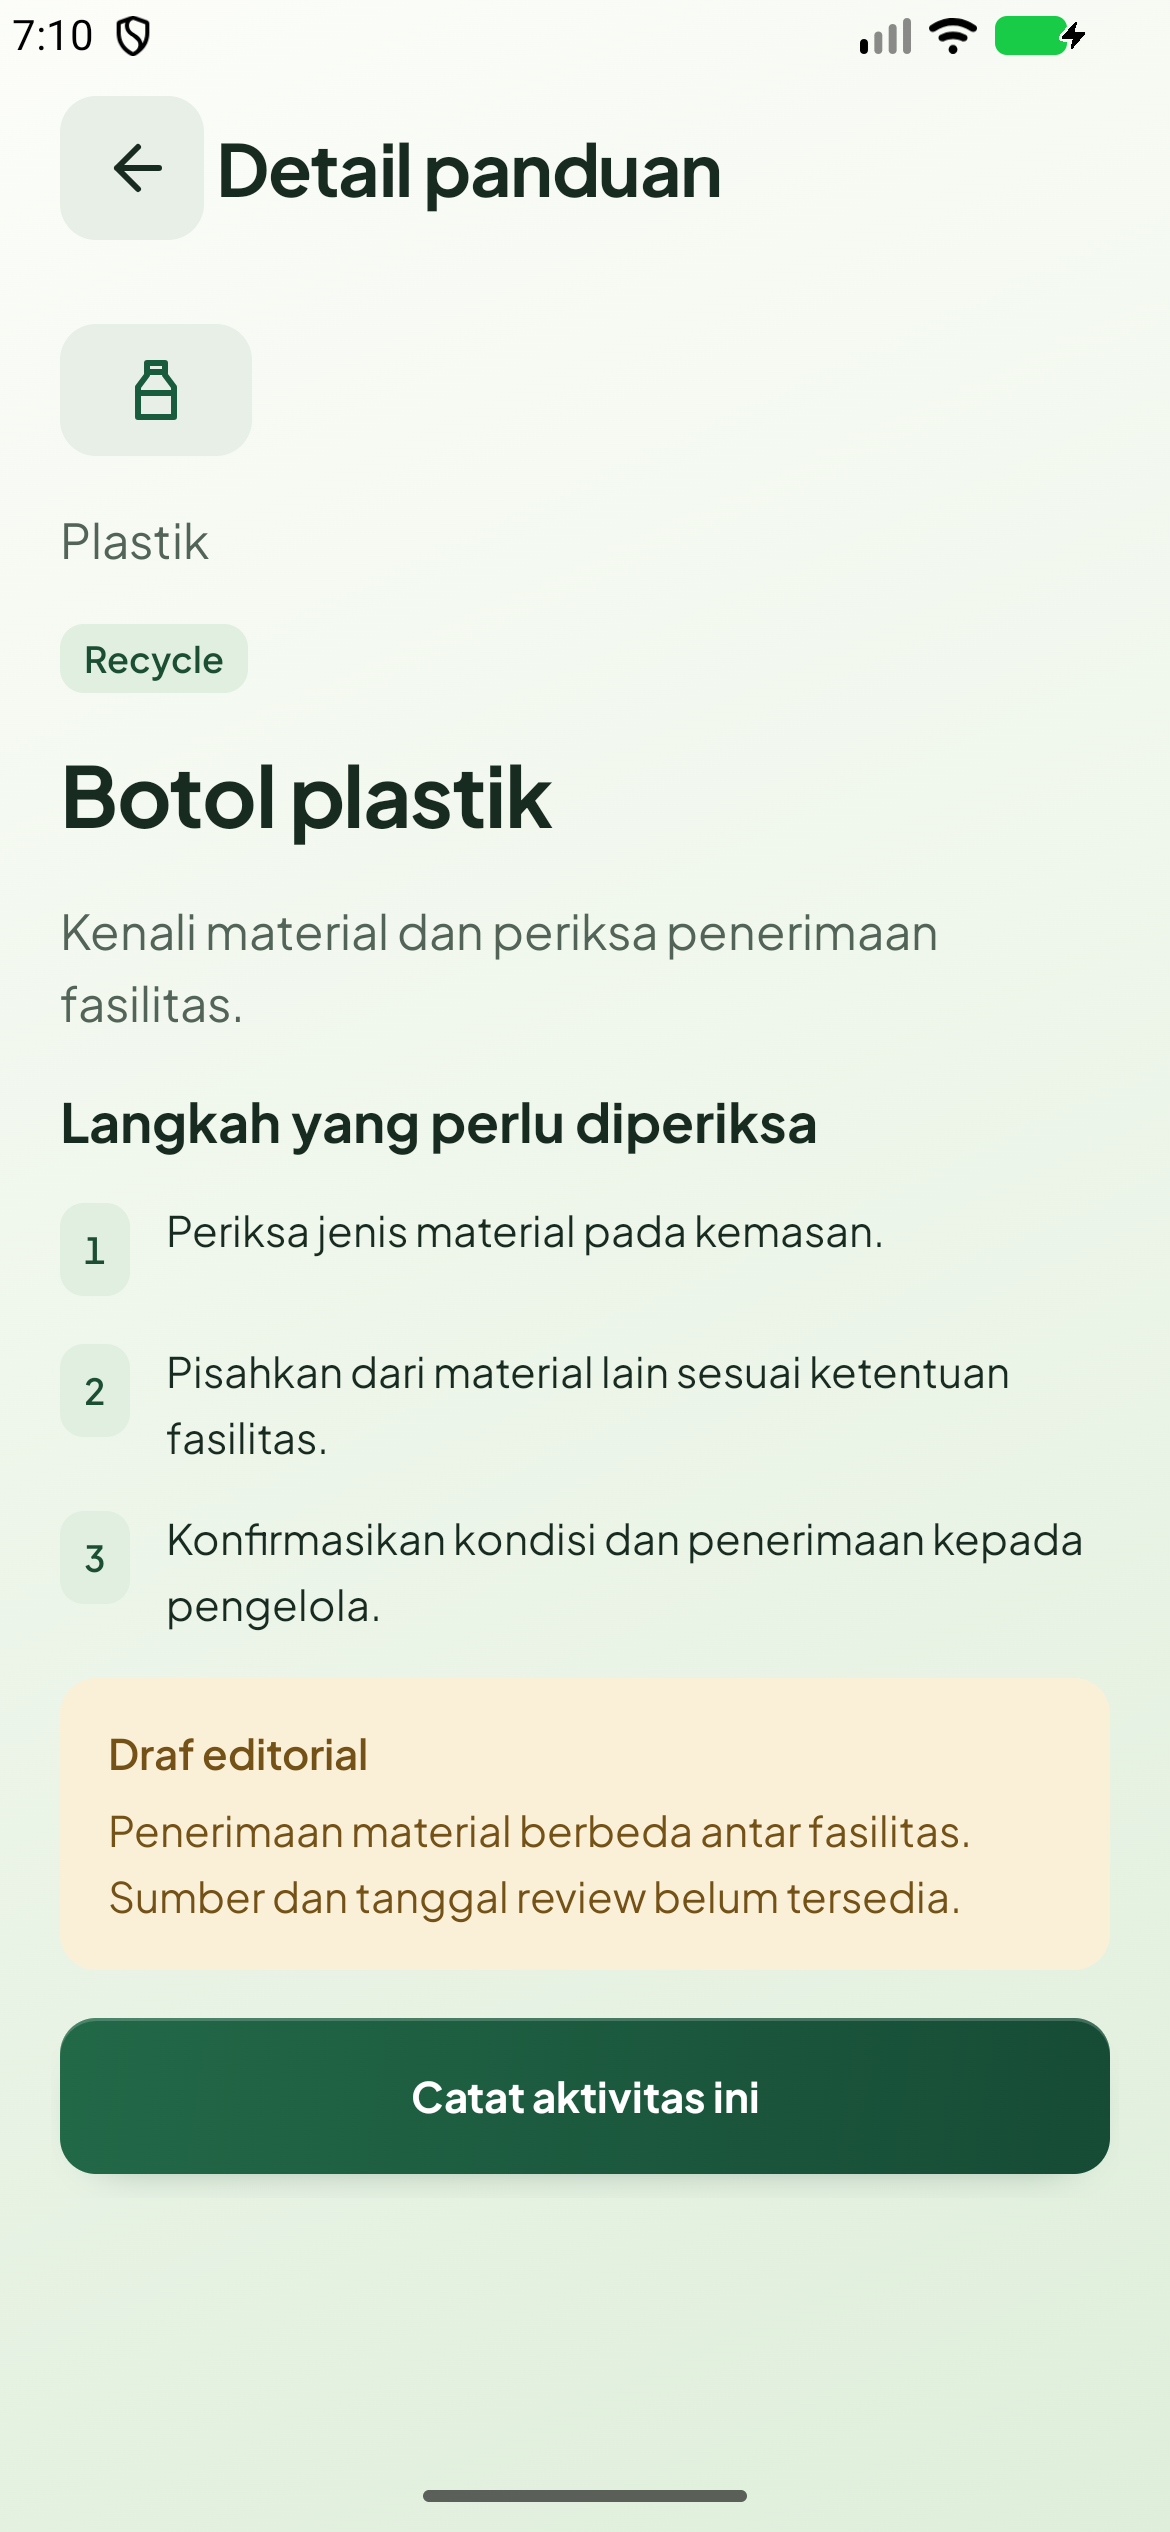 7:10
Detail panduan
Plastik
Recycle
Botol plastik
Kenali material dan periksa penerimaan
fasilitas.
Langkah yang perlu diperiksa
1 Periksa jenis material pada kemasan.
2 Pisahkan dari material lain sesuai ketentuan
fasilitas.
3 Konfirmasikan kondisi dan penerimaan kepada
pengelola.
Draf editorial
Penerimaan material berbeda antar fasilitas.
Sumber dan tanggal review belum tersedia.
Catat aktivitas ini